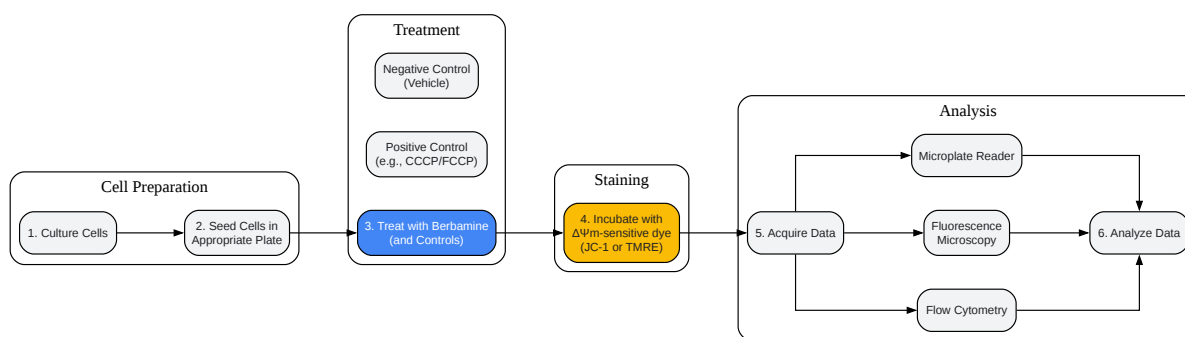 Cell Preparation
1. Culture Cells
2. Seed Cells in
Appropriate Plate
Treatment
Negative Control
(Vehicle)
Positive Control
(e.g., CCCP/FCCP)
3. Treat with Berbamine
(and Controls)
Staining
4. Incubate with
ΔΨm-sensitive dye
(JC-1 or TMRE)
Analysis
5. Acquire Data
Microplate Reader
Fluorescence
Microscopy
Flow Cytometry
6. Analyze Data